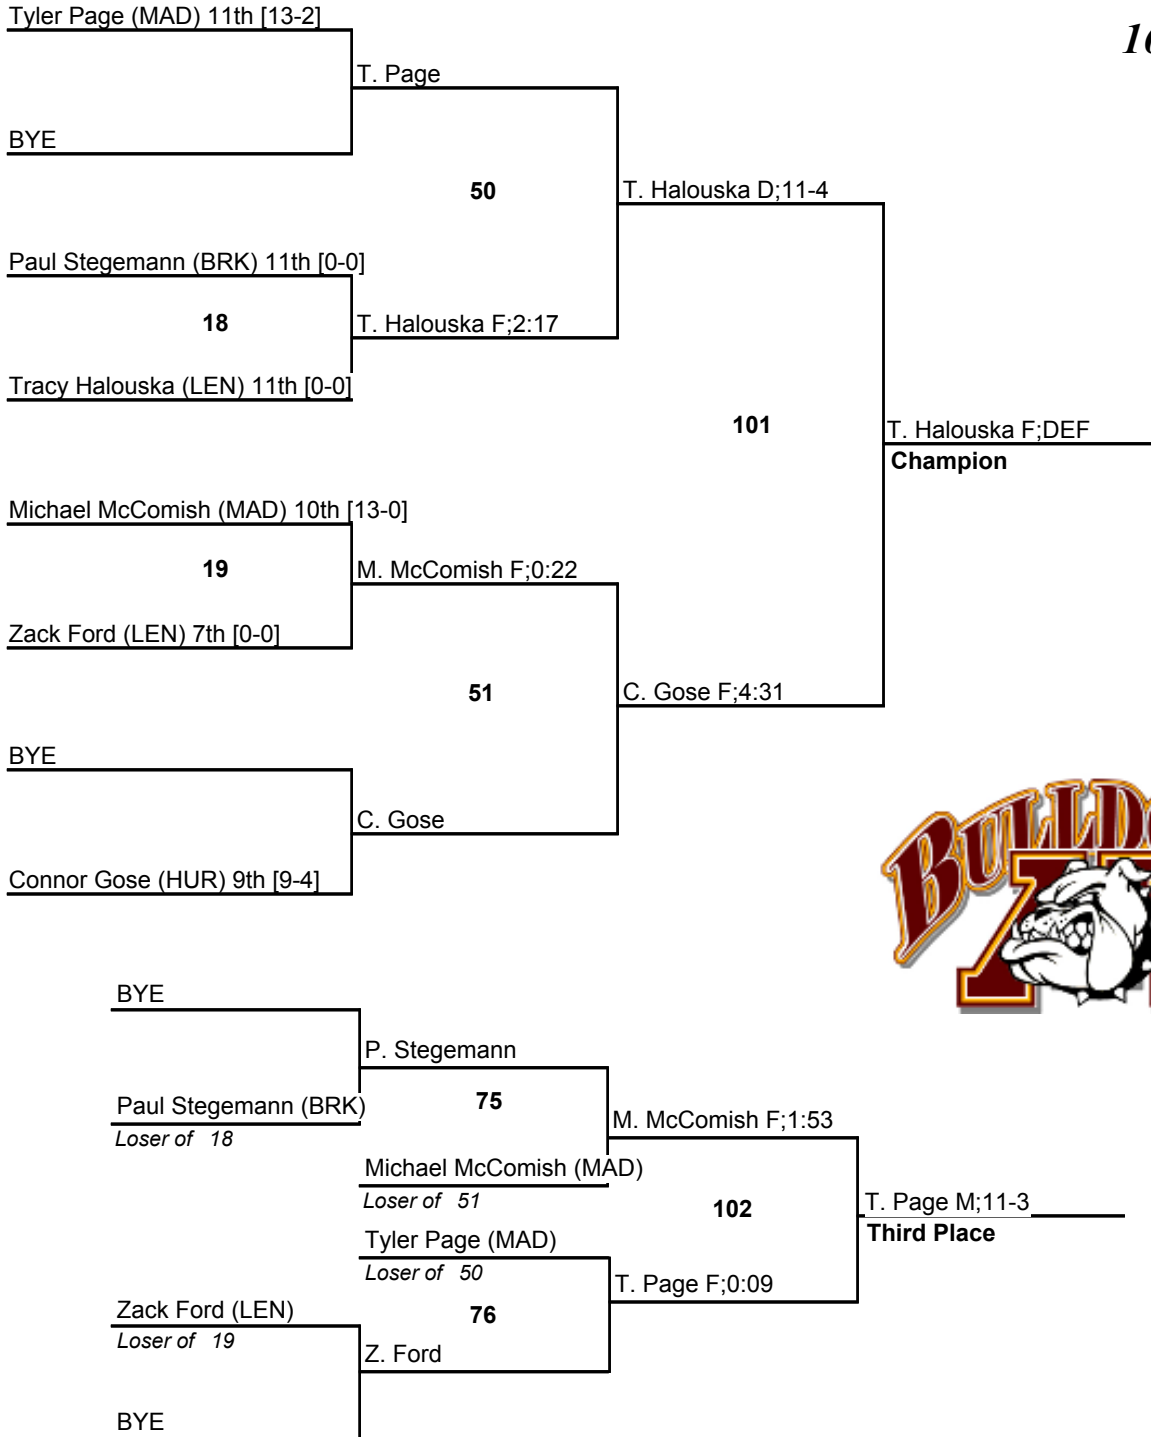 Tyler Page (MAD) 11th [13-2]
T. Page
BYE
50
T. Halouska D;11-4
Paul Stegemann (BRK) 11th [0-0]
18
T. Halouska F;2:17
Tracy Halouska (LEN) 11th [0-0]
101
T. Halouska F;DEF
Champion
Michael McComish (MAD) 10th [13-0]
19
M. McComish F;0:22
Zack Ford (LEN) 7th [0-0]
51
C. Gose F;4:31
BYE
C. Gose
Connor Gose (HUR) 9th [9-4]
BYE
P. Stegemann
Paul Stegemann (BRK)
75
Loser of 18
M. McComish F;1:53
Michael McComish (MAD)
Loser of 51
102
T. Page M;11-3
Third Place
Tyler Page (MAD)
Loser of 50
T. Page F;0:09
Zack Ford (LEN)
76
Loser of 19
Z. Ford
BYE